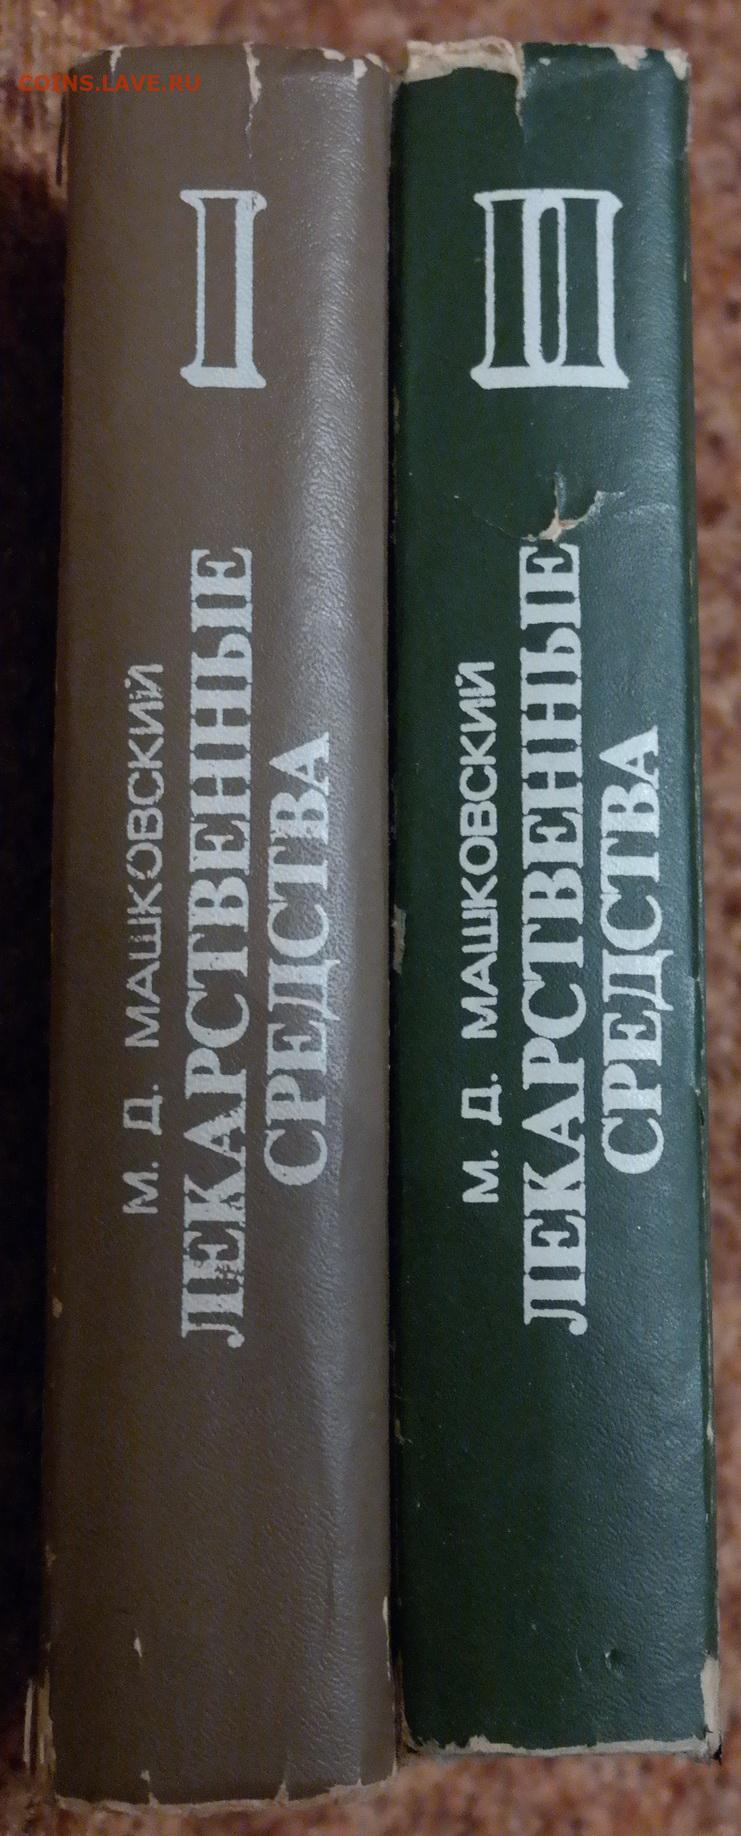 COINS.LAVE.RU
I
М. Д. МАШКОВСКИЙ
ЛЕКАРСТВЕННЫЕ
СРЕДСТВА
II
М. Д. МАШКОВСКИЙ
ЛЕКАРСТВЕННЫЕ
СРЕДСТВА